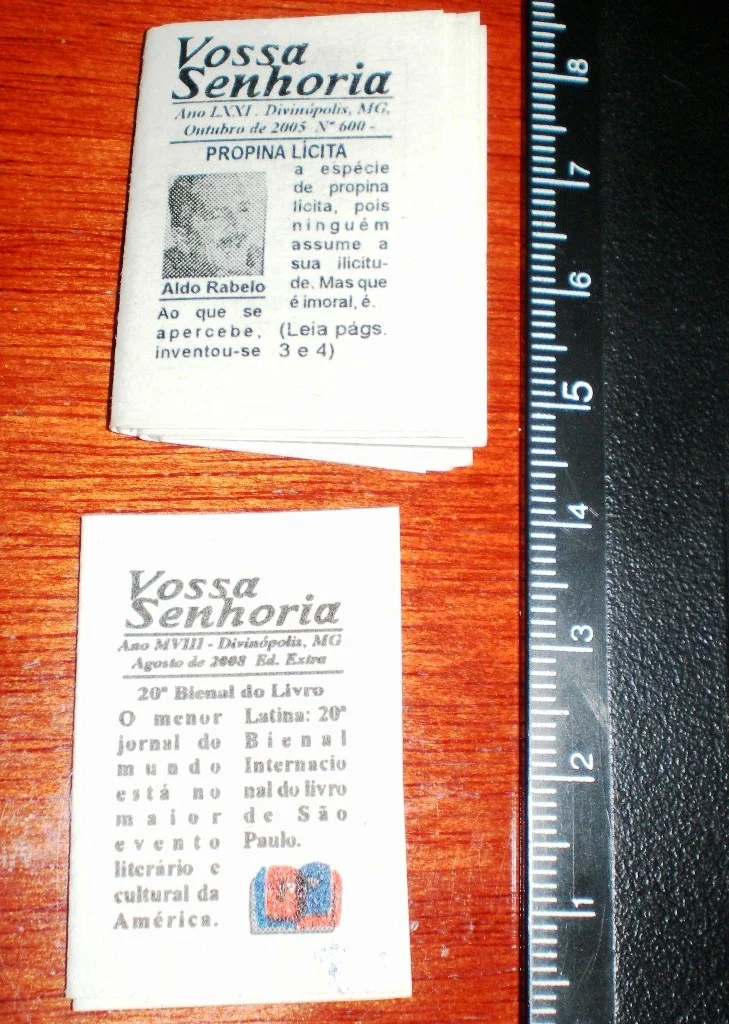 Vossa
Senhoria
Ano LXXI . Divinópolis, MG,
Outubro de 2005 Nº 600 -
PROPINA LÍCITA
Aldo Rabelo
Ao que se
apercebe,
inventou-se
a espécie
de propina
lícita, pois
ninguém
assume a
sua ilicitu-
de. Mas que
é imoral, é.
(Leia págs.
3 e 4)
Vossa
Senhoria
Ano MVIII - Divinópolis, MG
Agosto de 2008 Ed. Extra
20ª Bienal do Livro
O menor
jornal do
mundo
está no
maior
evento
literário e
cultural da
América.
Latina: 20ª
Bienal
Internacio
nal do livro
de São
Paulo.
8
7
6
5
4
3
2
1